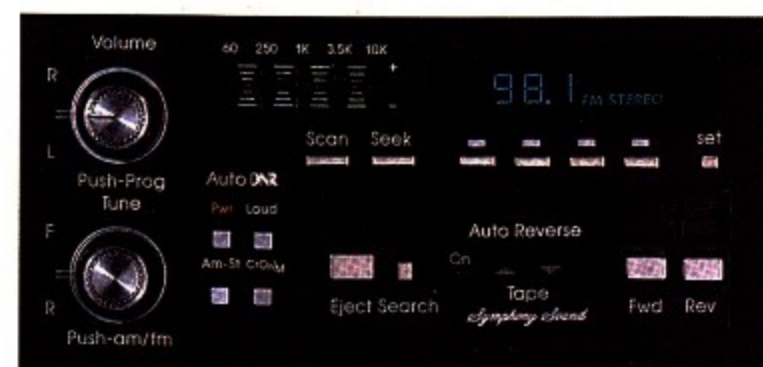 Volume
R
L
Push-Prog
Tune
F
R
Push-am/fm
60 250 1K 3.5K 10K
+
-
98.1 FM STEREO
Scan Seek
set
Auto DNR
Pwr Loud
Am-St CrO₂/M
Auto Reverse
On
Tape
Symphony Sound
Eject Search
Fwd Rev